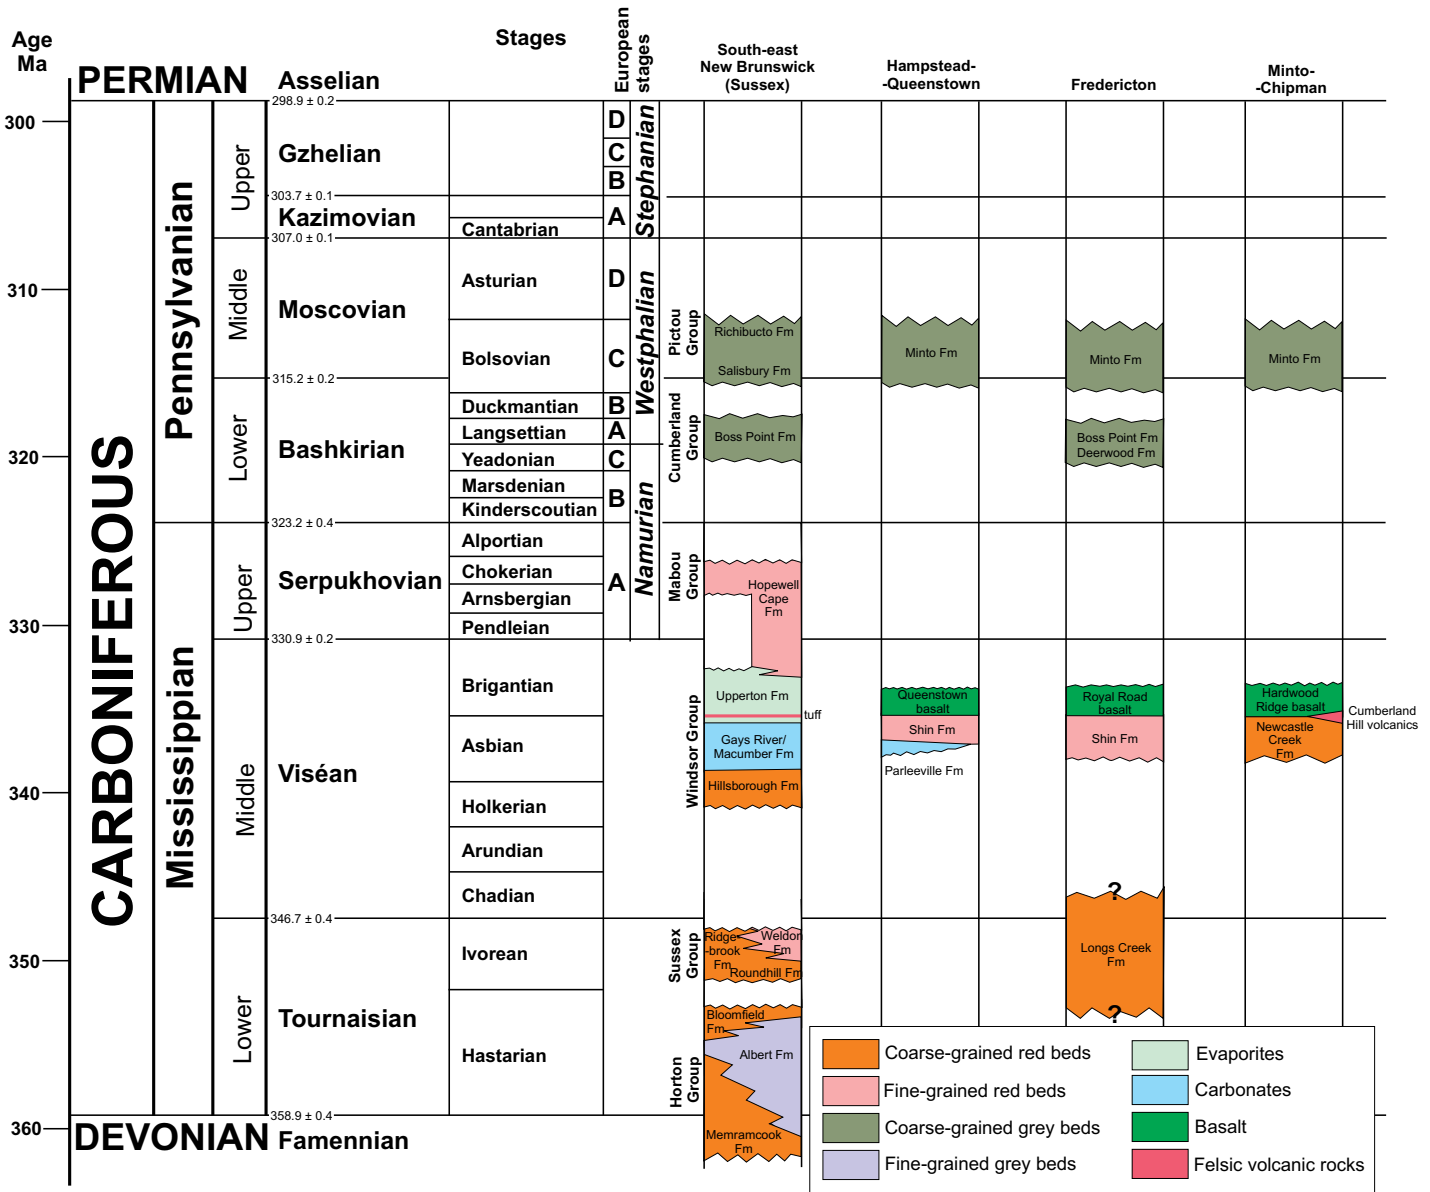 Age
Ma
Stages
European
stages
South-east
New Brunswick
(Sussex)
Hampstead-
-Queenstown
Fredericton
Minto-
-Chipman
PERMIAN
Asselian
298.9 ± 0.2
300
310
320
330
340
350
360
CARBONIFEROUS
Pennsylvanian
Mississippian
Upper
Middle
Lower
Upper
Middle
Lower
Gzhelian
303.7 ± 0.1
Kazimovian
307.0 ± 0.1
Moscovian
315.2 ± 0.2
Bashkirian
323.2 ± 0.4
Serpukhovian
330.9 ± 0.2
Viséan
346.7 ± 0.4
Tournaisian
358.9 ± 0.4
DEVONIAN
Famennian
Cantabrian
Asturian
Bolsovian
Duckmantian
Langsettian
Yeadonian
Marsdenian
Kinderscoutian
Alportian
Chokerian
Arnsbergian
Pendleian
Brigantian
Asbian
Holkerian
Arundian
Chadian
Ivorean
Hastarian
D
C
B
A
D
C
B
A
C
B
A
Stephanian
Westphalian
Namurian
Pictou
Group
Cumberland
Group
Mabou
Group
Windsor Group
Sussex
Group
Horton
Group
Richibucto Fm
Salisbury Fm
Boss Point Fm
Hopewell
Cape
Fm
Upperton Fm
tuff
Gays River/
Macumber Fm
Hillsborough Fm
Ridge-
-brook
Fm
Weldon
Fm
Roundhill Fm
Bloomfield
Fm
Albert Fm
Memramcook
Fm
Minto Fm
Queenstown
basalt
Shin Fm
Parleeville Fm
Minto Fm
Boss Point Fm
Deerwood Fm
Royal Road
basalt
Shin Fm
?
Longs Creek
Fm
?
Minto Fm
Hardwood
Ridge basalt
Newcastle
Creek
Fm
Cumberland
Hill volcanics
Coarse-grained red beds
Fine-grained red beds
Coarse-grained grey beds
Fine-grained grey beds
Evaporites
Carbonates
Basalt
Felsic volcanic rocks